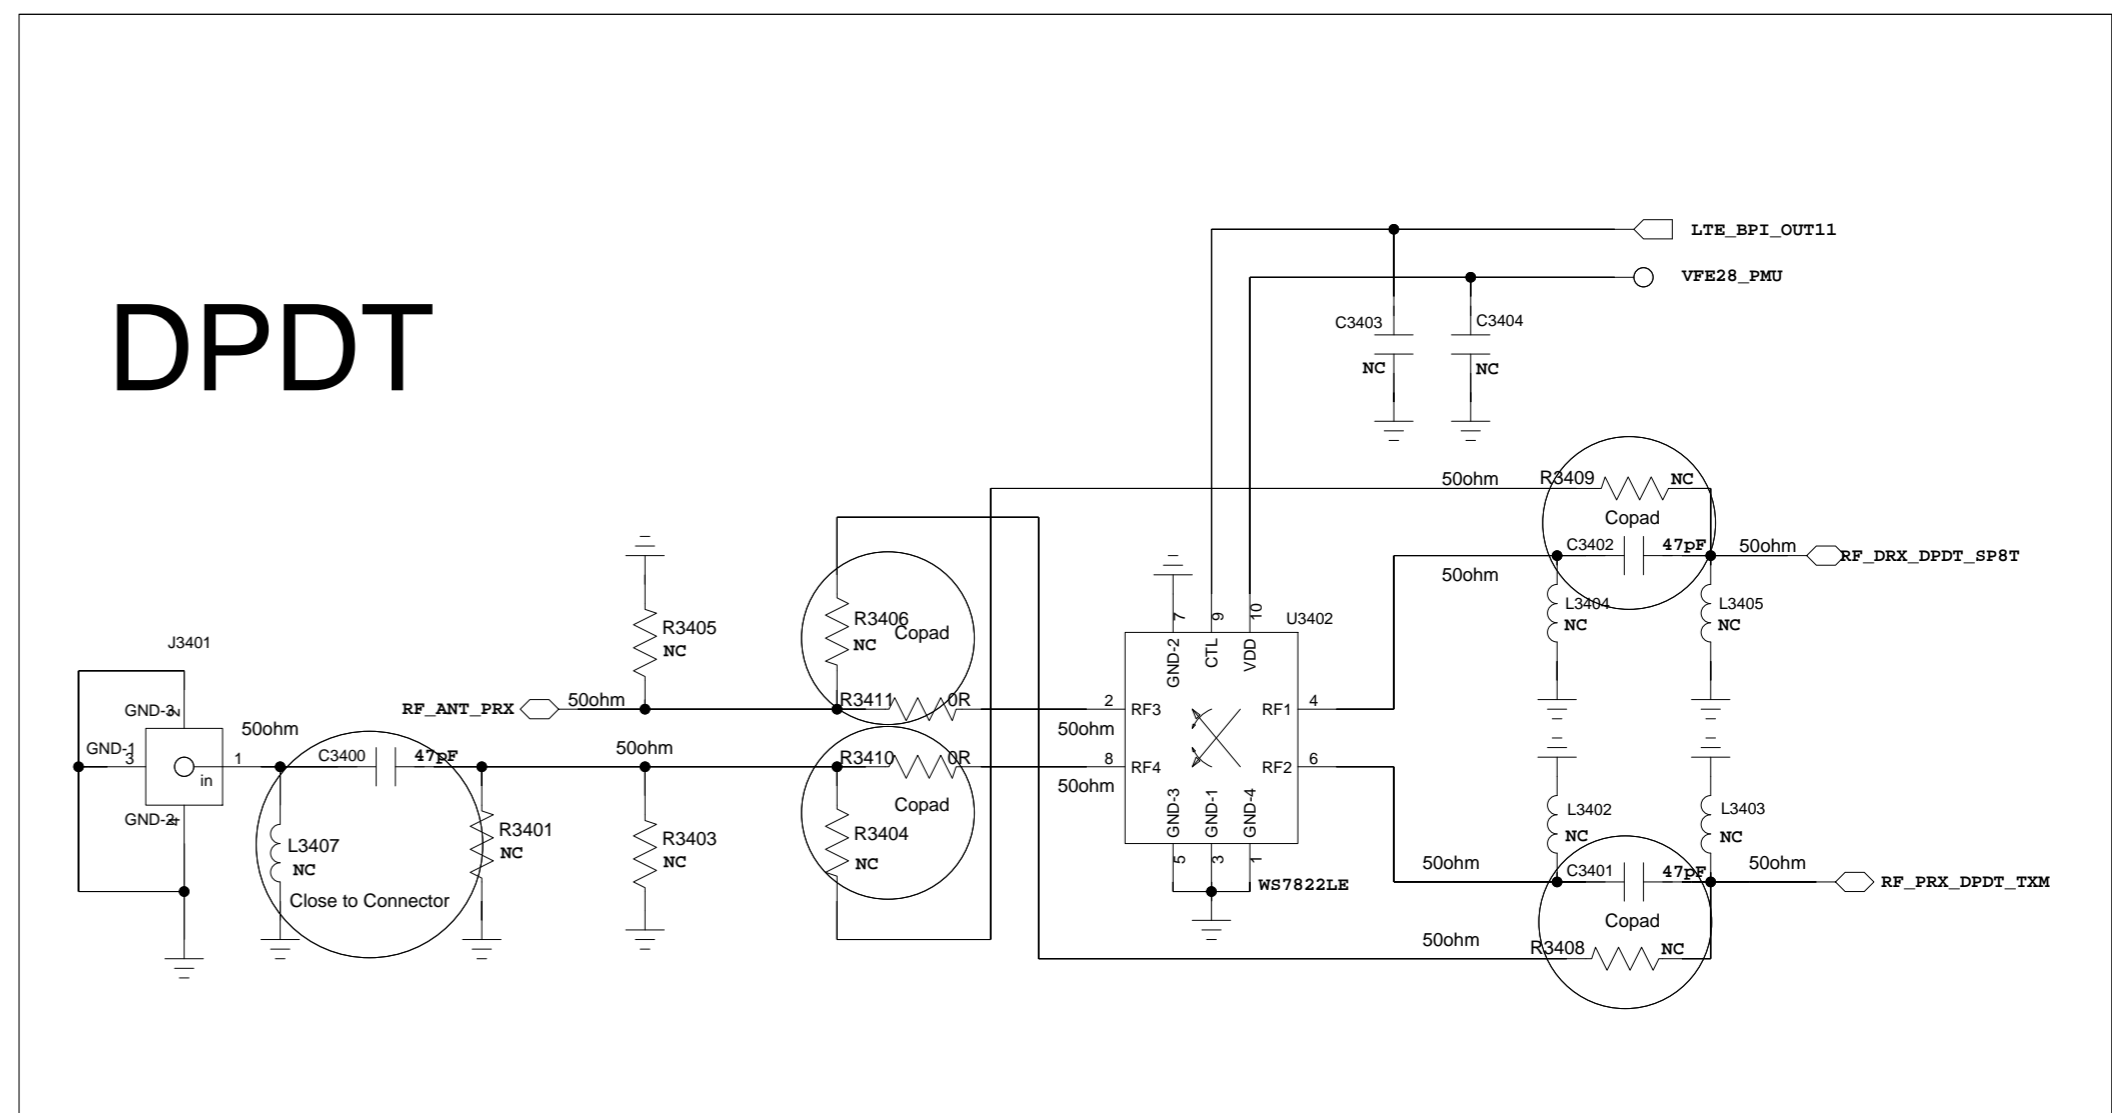 DPDT
LTE_BPI_OUT11
VFE28_PMU
C3403
NC
C3404
NC
50ohm
R3409
NC
Copad
C3402
47pF
50ohm
RF_DRX_DPDT_SP8T
50ohm
L3404
NC
L3405
NC
R3405
NC
R3406
NC
Copad
7
9
10
U3402
GND-2
CTL
VDD
J3401
GND-3
2
RF_ANT_PRX
50ohm
R3411
0R
2
RF3
RF1
4
50ohm
50ohm
GND-1
3
in
1
C3400
47pF
50ohm
R3410
0R
8
RF4
RF2
6
50ohm
GND-2
4
Copad
GND-3
GND-1
GND-4
L3402
NC
L3403
NC
L3407
NC
R3401
NC
R3403
NC
R3404
NC
5
3
1
WS7822LE
50ohm
C3401
47pF
50ohm
RF_PRX_DPDT_TXM
Close to Connector
Copad
50ohm
R3408
NC